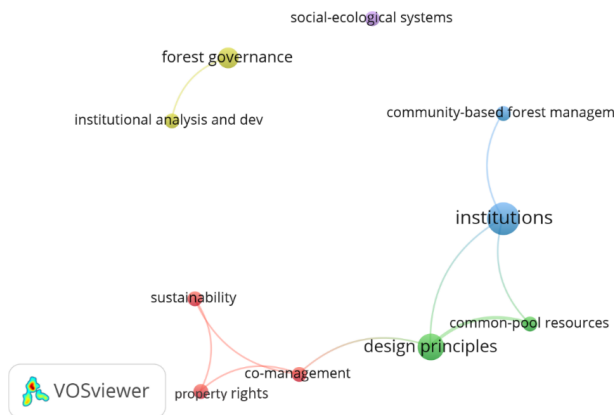 social-ecological systems
forest governance
community-based forest managem
institutional analysis and dev
institutions
sustainability
common-pool resources
design principles
co-management
property rights
VOSviewer